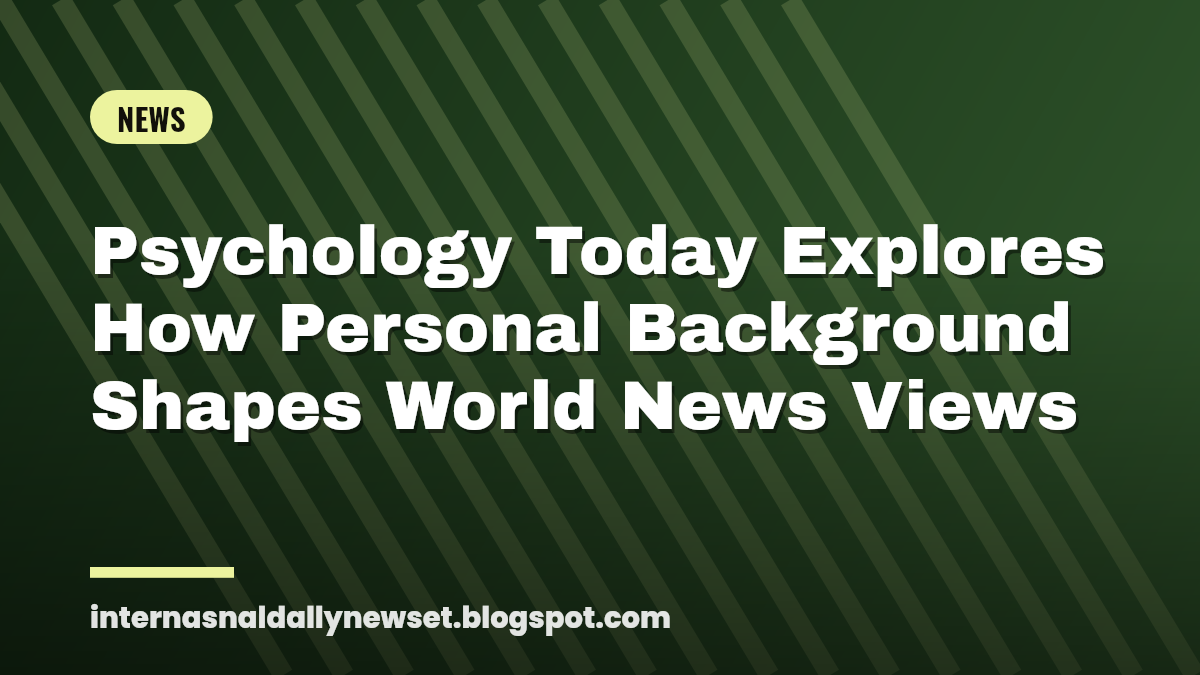 NEWS
Psychology Today Explores
How Personal Background
Shapes World News Views
internasnaldallynewset.blogspot.com